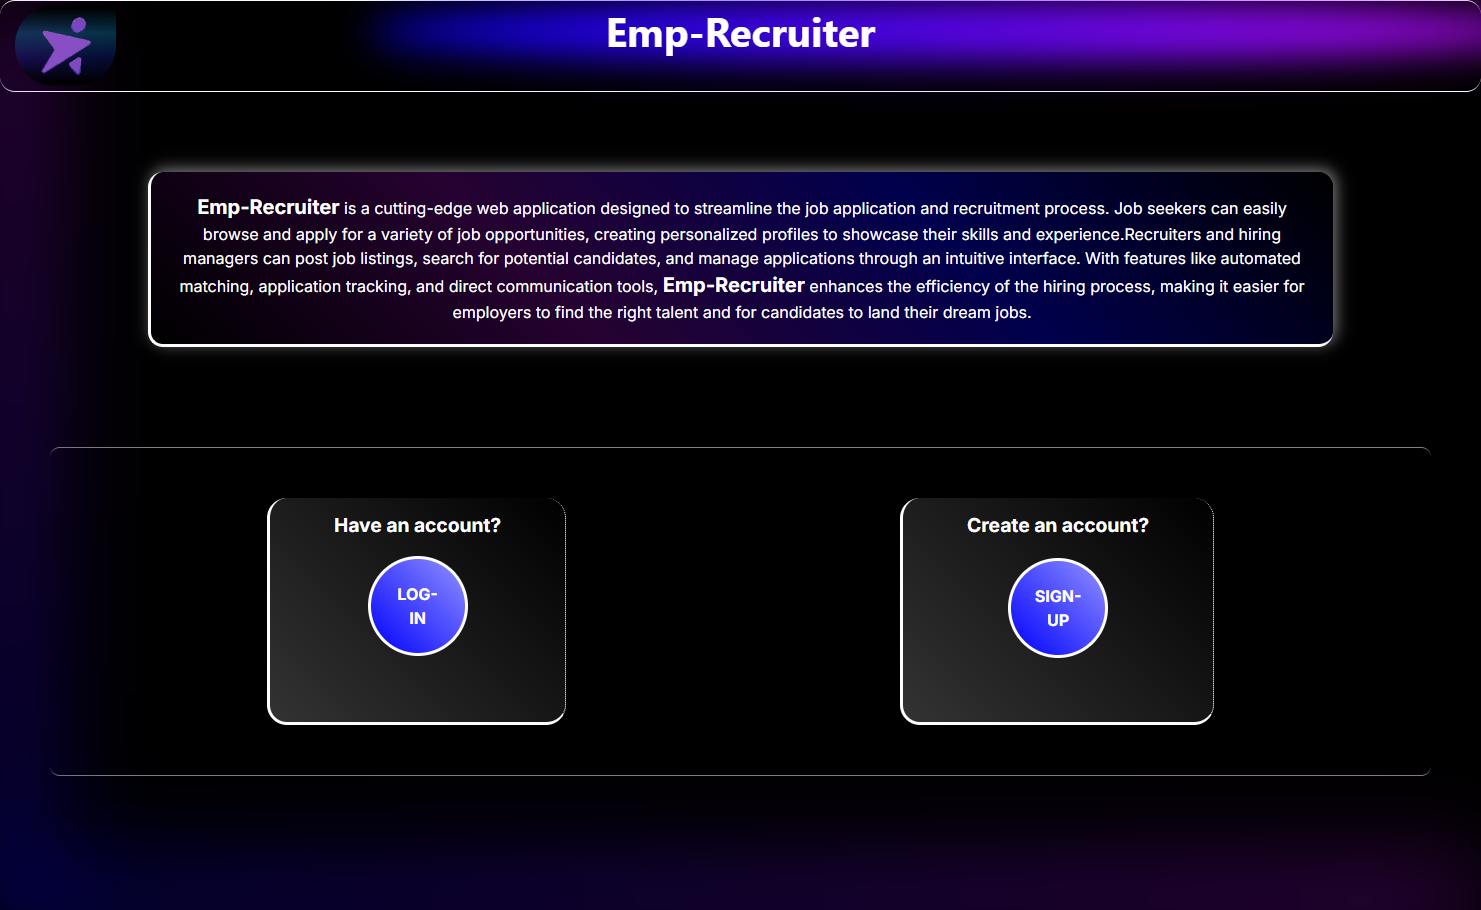 Emp-Recruiter
Emp-Recruiter is a cutting-edge web application designed to streamline the job application and recruitment process. Job seekers can easily
browse and apply for a variety of job opportunities, creating personalized profiles to showcase their skills and experience.Recruiters and hiring
managers can post job listings, search for potential candidates, and manage applications through an intuitive interface. With features like automated
matching, application tracking, and direct communication tools, Emp-Recruiter enhances the efficiency of the hiring process, making it easier for
employers to find the right talent and for candidates to land their dream jobs.
Have an account?
LOG-
IN
Create an account?
SIGN-
UP